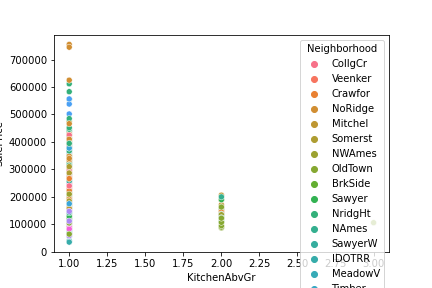 Neighborhood
CollgCr
Veenker
Crawfor
NoRidge
Mitchel
Somerst
NWAmes
OldTown
BrkSide
Sawyer
NridgHt
NAmes
SawyerW
IDOTRR
MeadowV
Timber
700000
600000
500000
400000
300000
200000
100000
0
1.00 1.25 1.50 1.75 2.00 2.25 2.50
KitchenAbvGr